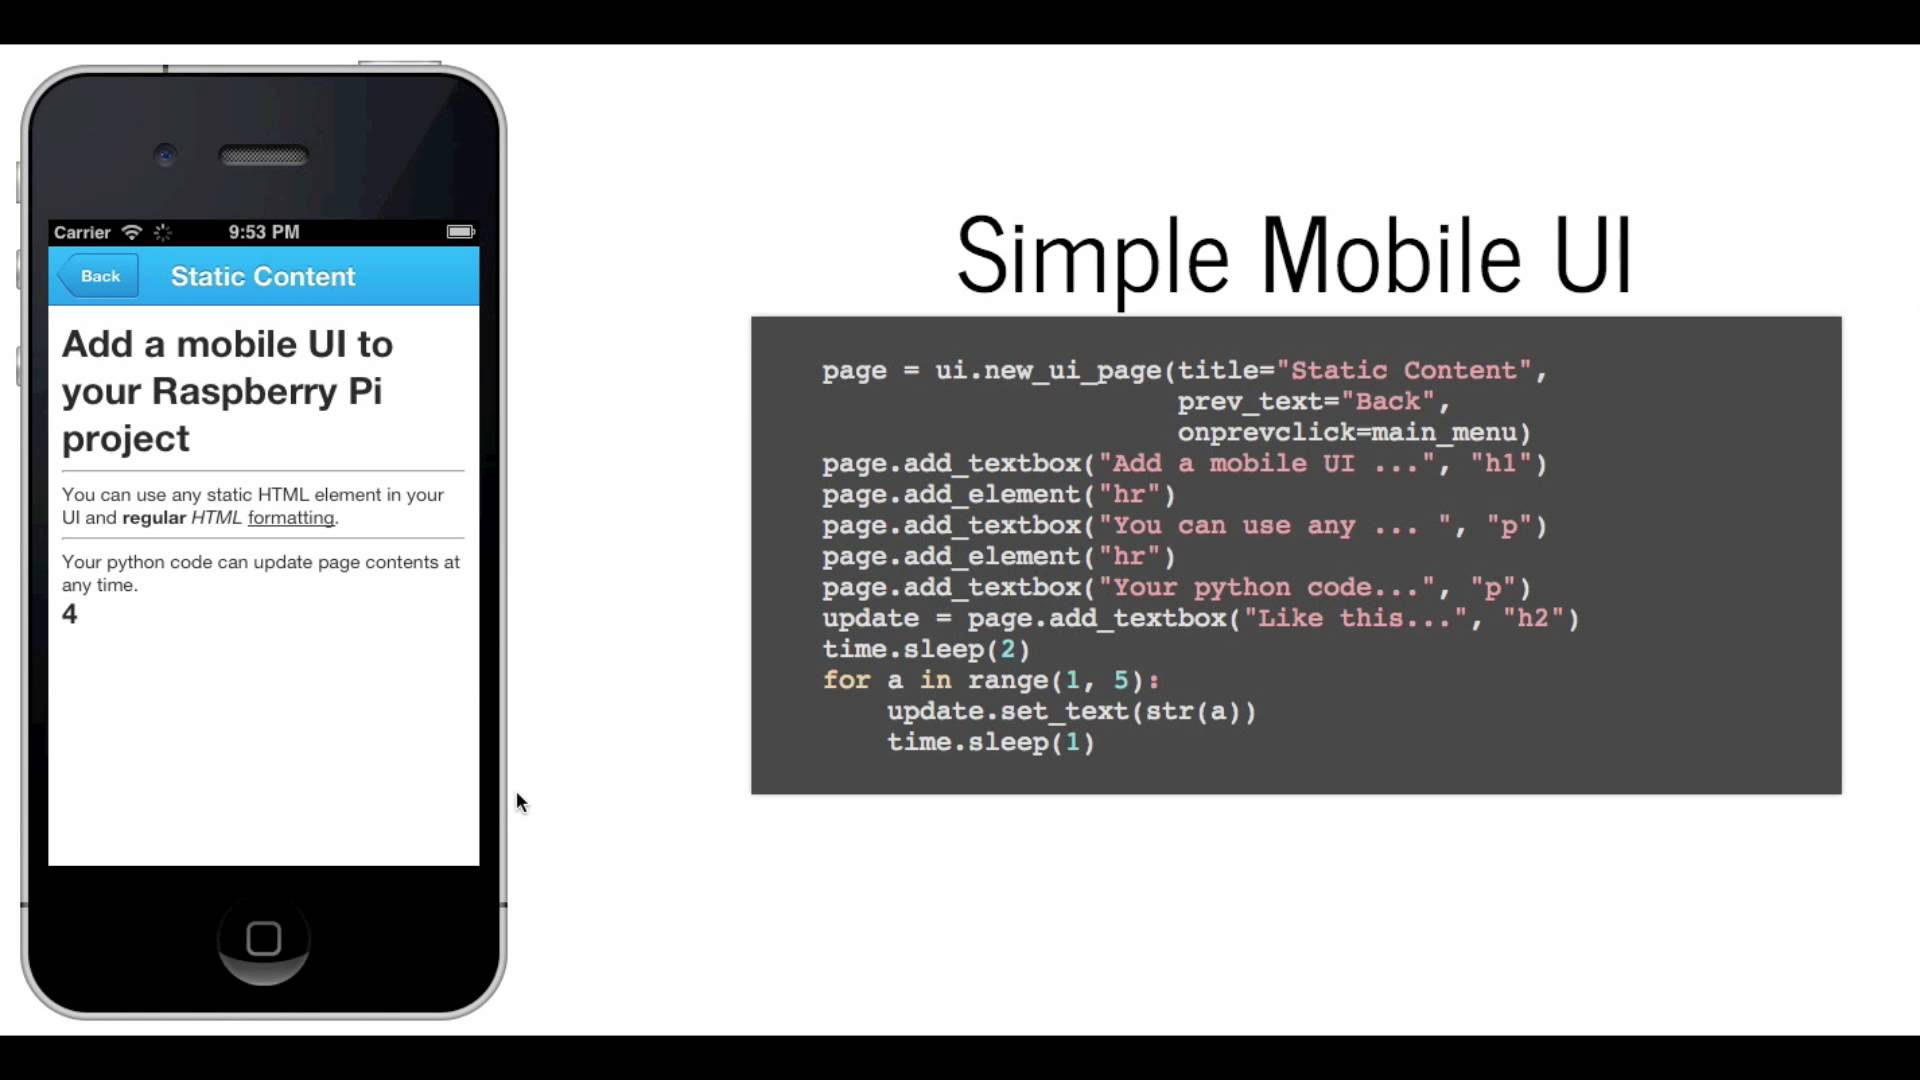 Carrier 9:53 PM
Back Static Content
Add a mobile UI to
your Raspberry Pi
project
You can use any static HTML element in your
UI and regular HTML formatting.
Your python code can update page contents at
any time.
4
Simple Mobile UI
page = ui.new_ui_page(title="Static Content",
prev_text="Back",
onprevclick=main_menu)
page.add_textbox("Add a mobile UI ...", "h1")
page.add_element("hr")
page.add_textbox("You can use any ... ", "p")
page.add_element("hr")
page.add_textbox("Your python code...", "p")
update = page.add_textbox("Like this...", "h2")
time.sleep(2)
for a in range(1, 5):
    update.set_text(str(a))
    time.sleep(1)